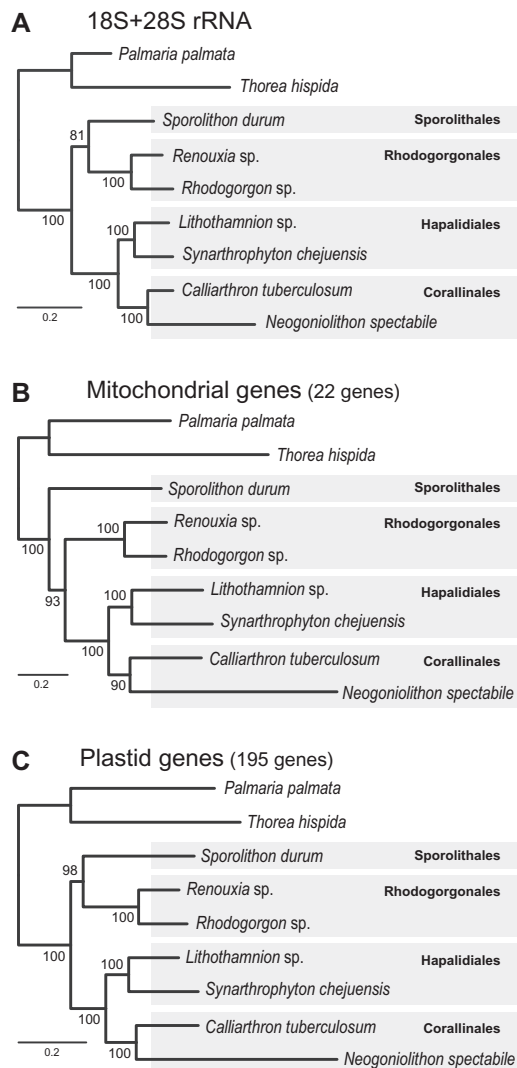 A 18S+28S rRNA
Palmaria palmata
Thorea hispida
Sporolithon durum Sporolithales
81
Renouxia sp. Rhodogorgonales
100
Rhodogorgon sp.
100
Lithothamnion sp. Hapalidiales
100
Synarthrophyton chejuensis
100
Calliarthron tuberculosum Corallinales
100
Neogoniolithon spectabile
0.2
B Mitochondrial genes (22 genes)
Palmaria palmata
Thorea hispida
Sporolithon durum Sporolithales
Renouxia sp. Rhodogorgonales
100
100
Rhodogorgon sp.
Lithothamnion sp. Hapalidiales
100
93
Synarthrophyton chejuensis
100
Calliarthron tuberculosum Corallinales
90
0.2
Neogoniolithon spectabile
C Plastid genes (195 genes)
Palmaria palmata
Thorea hispida
Sporolithon durum Sporolithales
98
Renouxia sp. Rhodogorgonales
100
Rhodogorgon sp.
100
Lithothamnion sp. Hapalidiales
100
Synarthrophyton chejuensis
100
Calliarthron tuberculosum Corallinales
100
0.2
Neogoniolithon spectabile